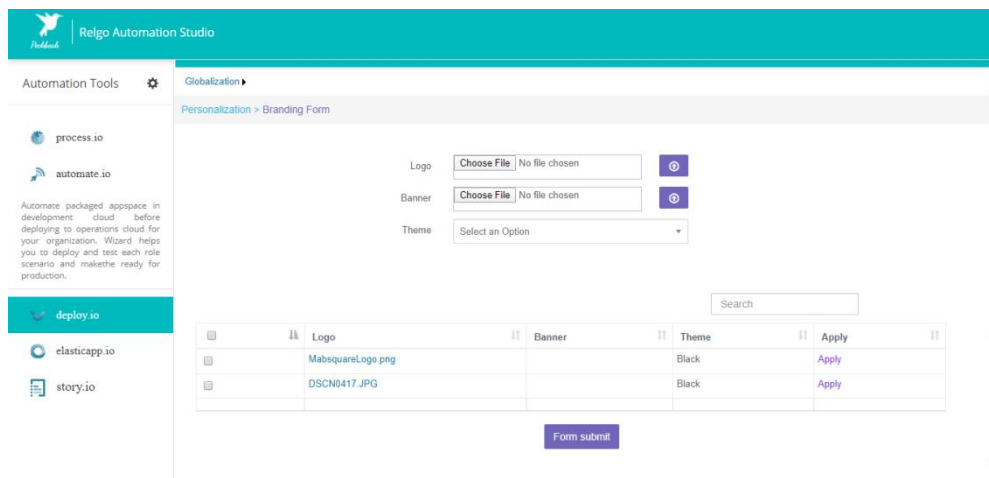 Relgo Automation Studio
Automation Tools
Globalization
Personalization > Branding Form
process.io
automate.io
Automate packaged appspace in
development cloud before
deploying to operations cloud for
your organization. Wizard helps
you to deploy and test each role
scenario and makethe ready for
production.
deploy.io
elasticapp.io
story.io
Logo Choose File No file chosen
Banner Choose File No file chosen
Theme Select an Option
Search
Logo Banner Theme Apply
MabsquareLogo.png Black Apply
DSCN0417.JPG Black Apply
Form submit